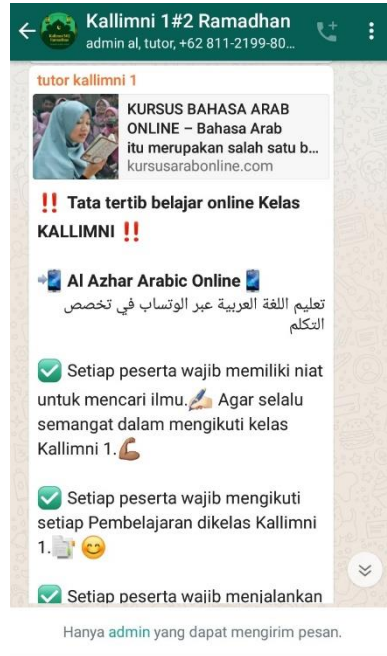 Kallimni 1#2 Ramadhan
admin al, tutor, +62 811-2199-80...
tutor kallimni 1
KURSUS BAHASA ARAB
ONLINE – Bahasa Arab
itu merupakan salah satu b...
kursusarabonline.com
‼️ Tata tertib belajar online Kelas
KALLIMNI ‼️
📲 Al Azhar Arabic Online 📱
تعليم اللغة العربية عبر الوتساب في تخصص
التكلم
✅ Setiap peserta wajib memiliki niat
untuk mencari ilmu.✍🏻 Agar selalu
semangat dalam mengikuti kelas
Kallimni 1.💪🏽
✅ Setiap peserta wajib mengikuti
setiap Pembelajaran dikelas Kallimni
1.📑 😊
✅ Setiap peserta wajib menjalankan
Hanya admin yang dapat mengirim pesan.